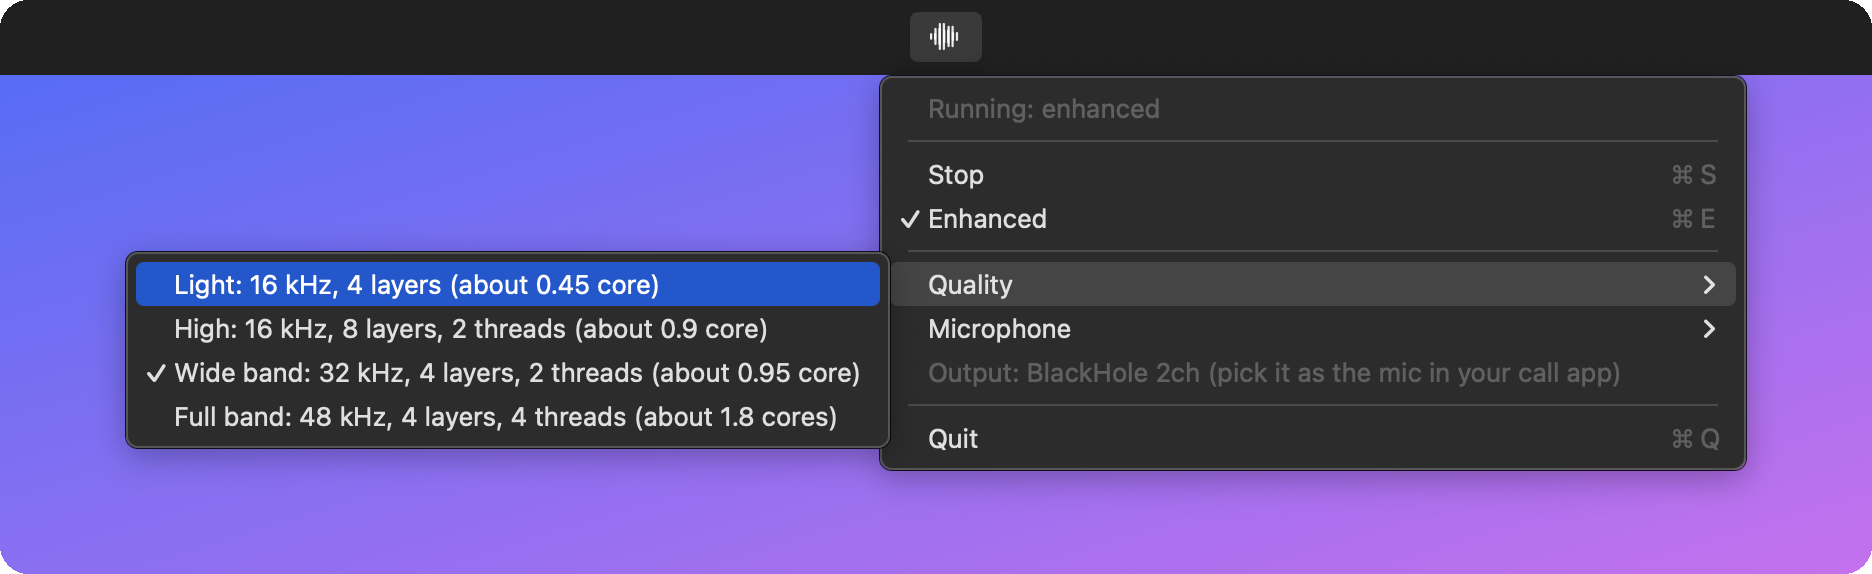 Running: enhanced
Stop ⌘ S
✓ Enhanced ⌘ E
Quality
Microphone
Output: BlackHole 2ch (pick it as the mic in your call app)
Quit ⌘ Q
Light: 16 kHz, 4 layers (about 0.45 core)
High: 16 kHz, 8 layers, 2 threads (about 0.9 core)
✓ Wide band: 32 kHz, 4 layers, 2 threads (about 0.95 core)
Full band: 48 kHz, 4 layers, 4 threads (about 1.8 cores)